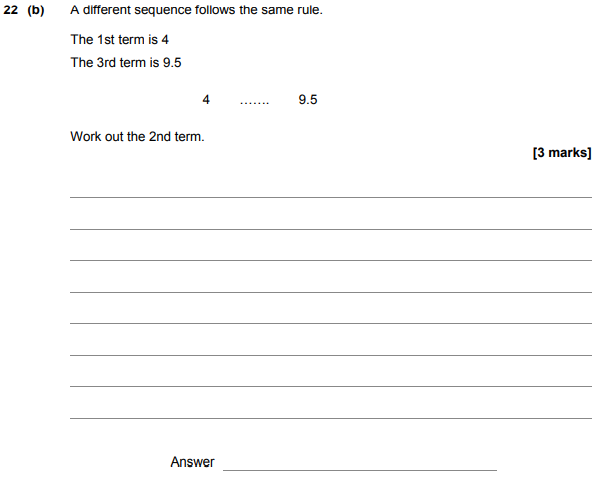 22 (b) A different sequence follows the same rule.
The 1st term is 4
The 3rd term is 9.5
4 ....... 9.5
Work out the 2nd term.
[3 marks]
Answer